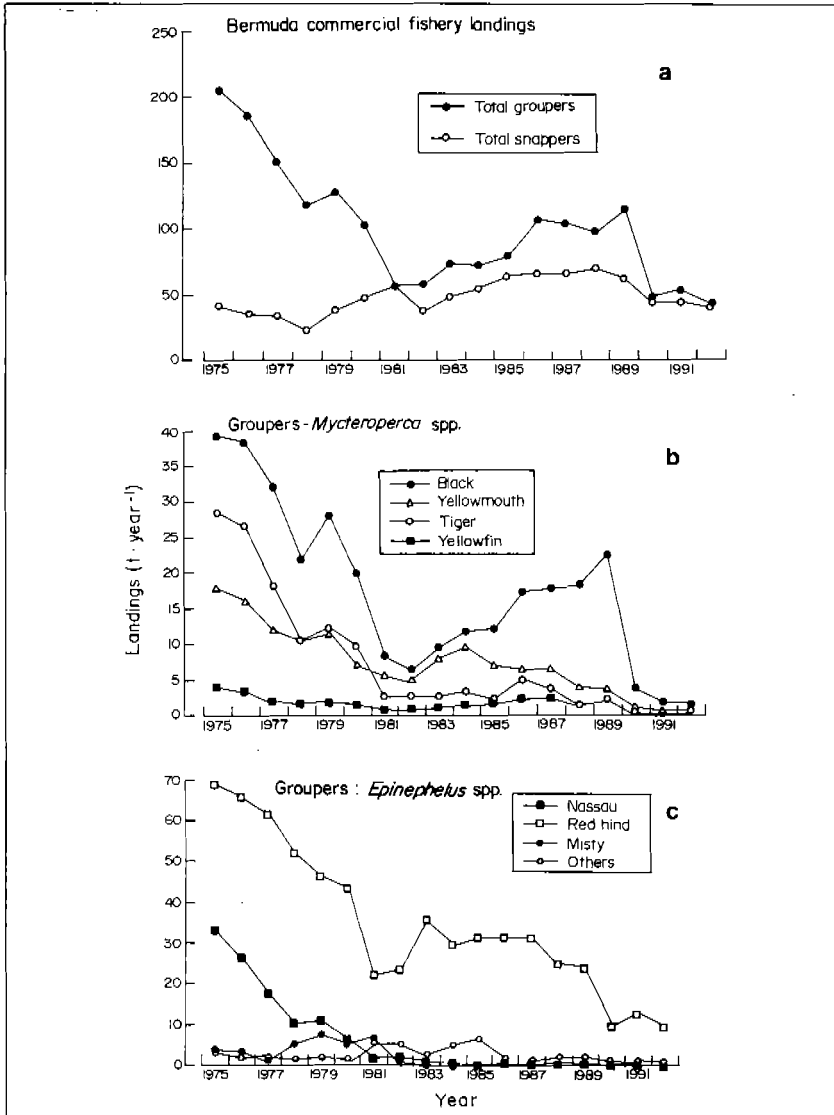 Bermuda commercial fishery landings
a
250
200
150
100
50
0
Total groupers
Total snappers
1975 1977 1979 1981 1983 1985 1987 1989 1991
Groupers - Mycteroperca spp.
b
40
35
30
25
20
15
10
5
0
Black
Yellowmouth
Tiger
Yellowfin
1975 1977 1979 1981 1983 1985 1987 1989 1991
Landings (t · year⁻¹)
Groupers : Epinephelus spp.
c
70
60
50
40
30
20
10
0
Nassau
Red hind
Misty
Others
1975 1977 1979 1981 1983 1985 1987 1989 1991
Year